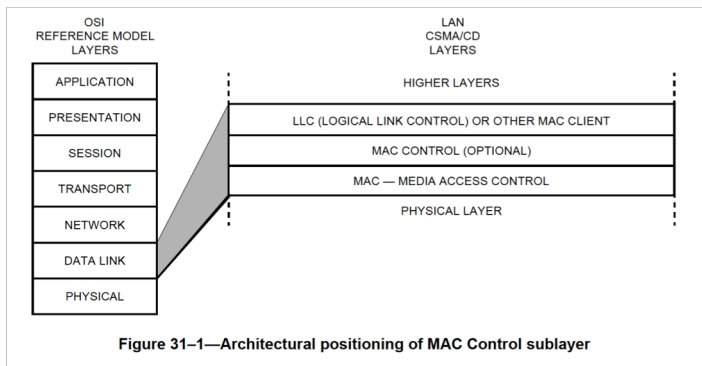 OSI
REFERENCE MODEL
LAYERS
APPLICATION
PRESENTATION
SESSION
TRANSPORT
NETWORK
DATA LINK
PHYSICAL
LAN
CSMA/CD
LAYERS
HIGHER LAYERS
LLC (LOGICAL LINK CONTROL) OR OTHER MAC CLIENT
MAC CONTROL (OPTIONAL)
MAC — MEDIA ACCESS CONTROL
PHYSICAL LAYER
Figure 31–1—Architectural positioning of MAC Control sublayer